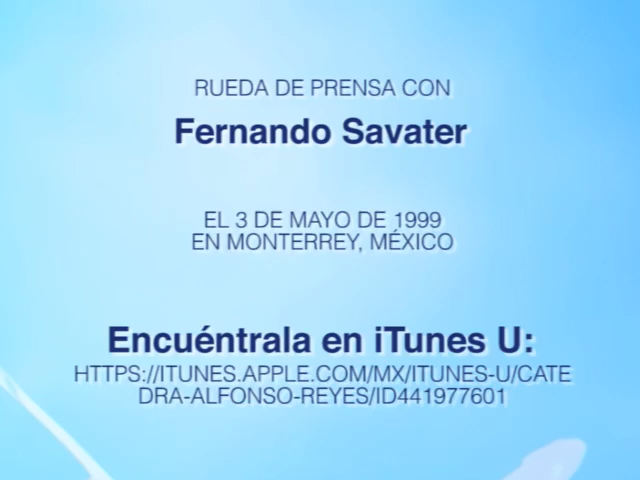 RUEDA DE PRENSA CON
Fernando Savater
EL 3 DE MAYO DE 1999
EN MONTERREY, MÉXICO
Encuéntrala en iTunes U:
HTTPS://ITUNES.APPLE.COM/MX/ITUNES-U/CATE
DRA-ALFONSO-REYES/ID441977601